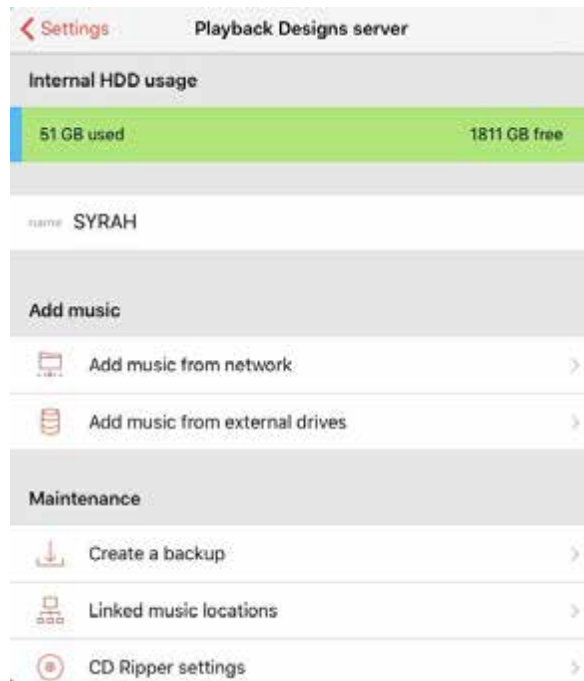 Settings Playback Designs server
Internal HDD usage
51 GB used 1811 GB free
name SYRAH
Add music
Add music from network
Add music from external drives
Maintenance
Create a backup
Linked music locations
CD Ripper settings